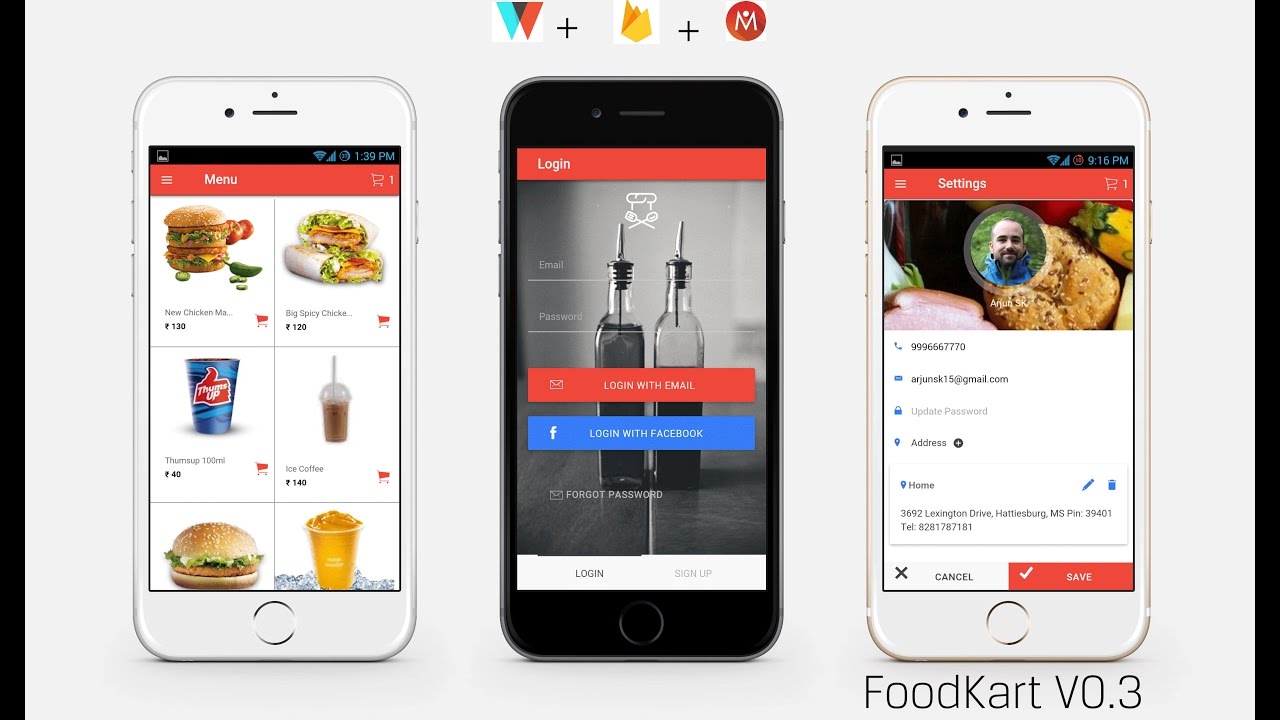 + +
1:39 PM
Menu 1
New Chicken Ma...
₹ 130
Big Spicy Chicke...
₹ 120
Thums Up
Thumsup 100ml
₹ 40
Ice Coffee
₹ 140
Login
Email
Password
LOGIN WITH EMAIL
f LOGIN WITH FACEBOOK
FORGOT PASSWORD
LOGIN SIGN UP
9:16 PM
Settings 1
Arjun SK
9996667770
arjunsk15@gmail.com
Update Password
Address
Home
3692 Lexington Drive, Hattiesburg, MS Pin: 39401
Tel: 8281787181
CANCEL SAVE
FoodKart V0.3